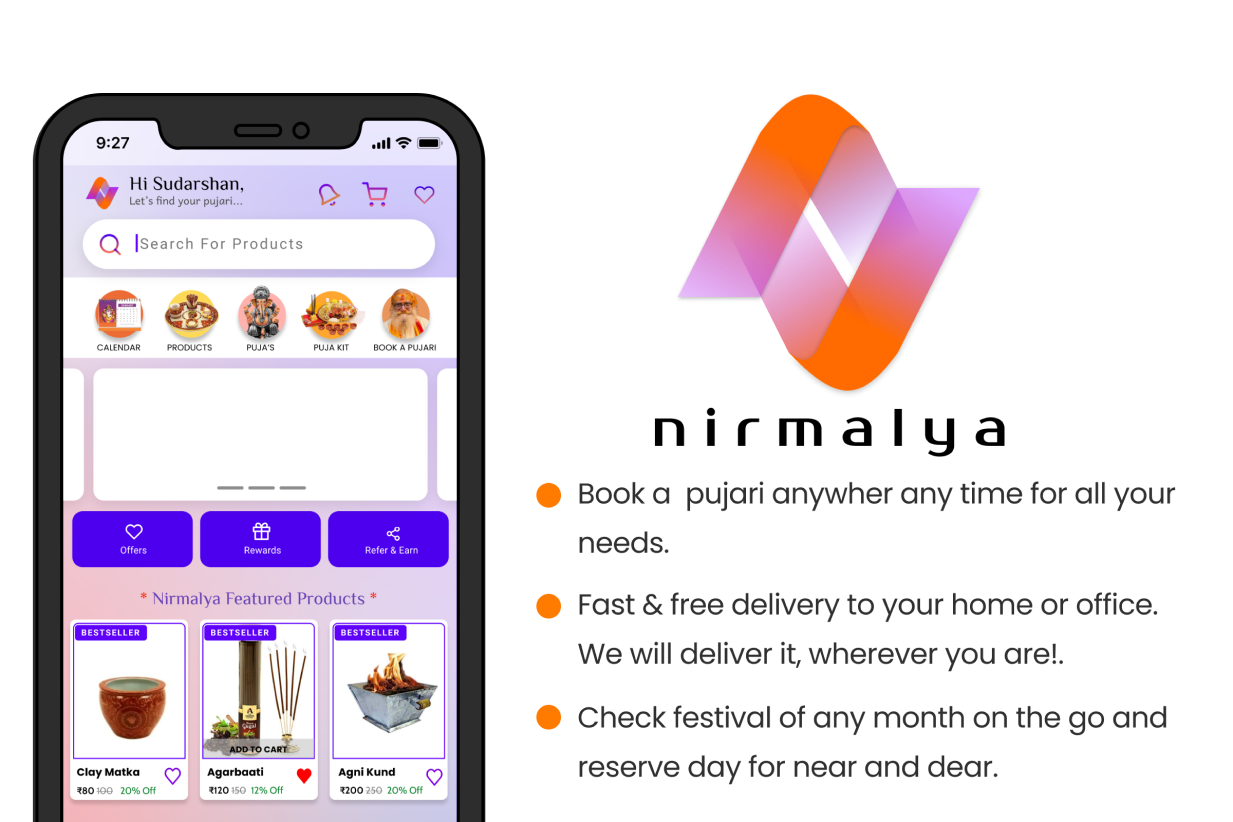 9:27
Hi Sudarshan,
Let's find your pujari...
Search For Products
CALENDAR PRODUCTS PUJA'S PUJA KIT BOOK A PUJARI
Offers Rewards Refer & Earn
* Nirmalya Featured Products *
BESTSELLER BESTSELLER BESTSELLER
ADD TO CART
Clay Matka Agarbaati Agni Kund
₹80 100 20% Off ₹120 150 12% Off ₹200 250 20% Off
nirmalya
Book a pujari anywher any time for all your
needs.
Fast & free delivery to your home or office.
We will deliver it, wherever you are!.
Check festival of any month on the go and
reserve day for near and dear.